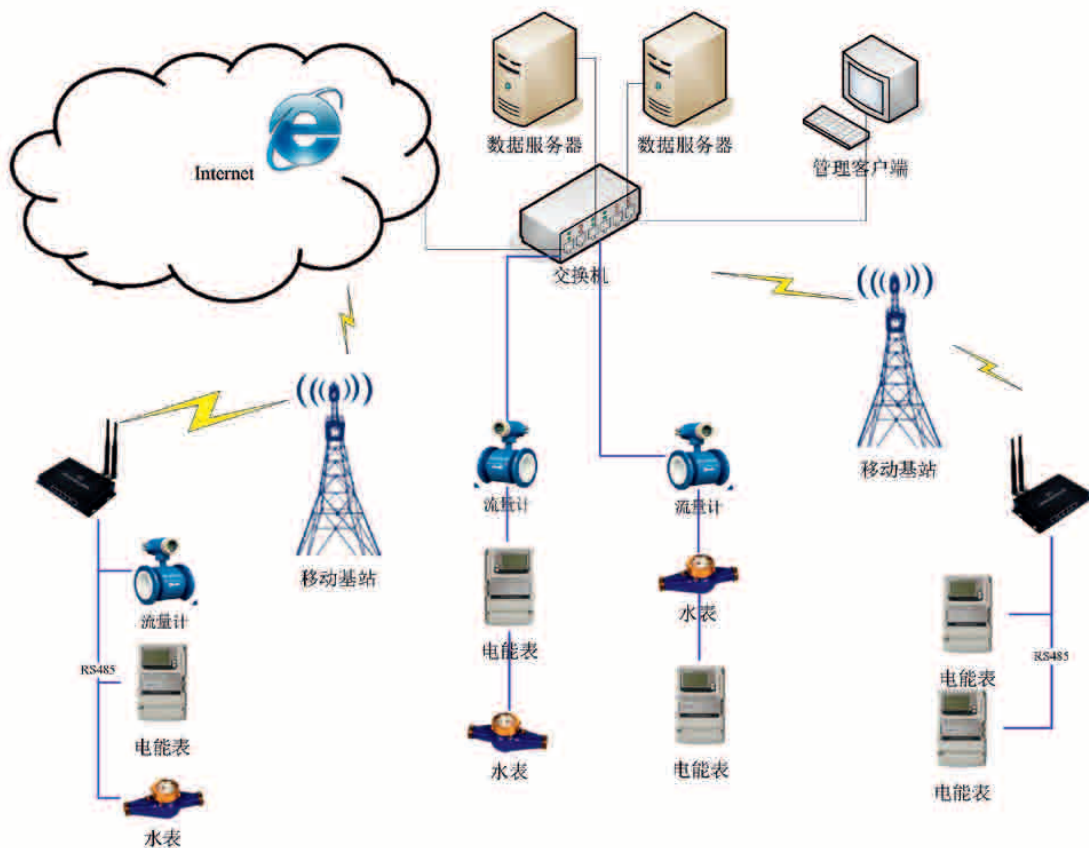 数据服务器
数据服务器
管理客户端
Internet
交换机
移动基站
流量计
流量计
移动基站
流量计
水表
电能表
RS485
RS485
电能表
电能表
水表
电能表
电能表
水表